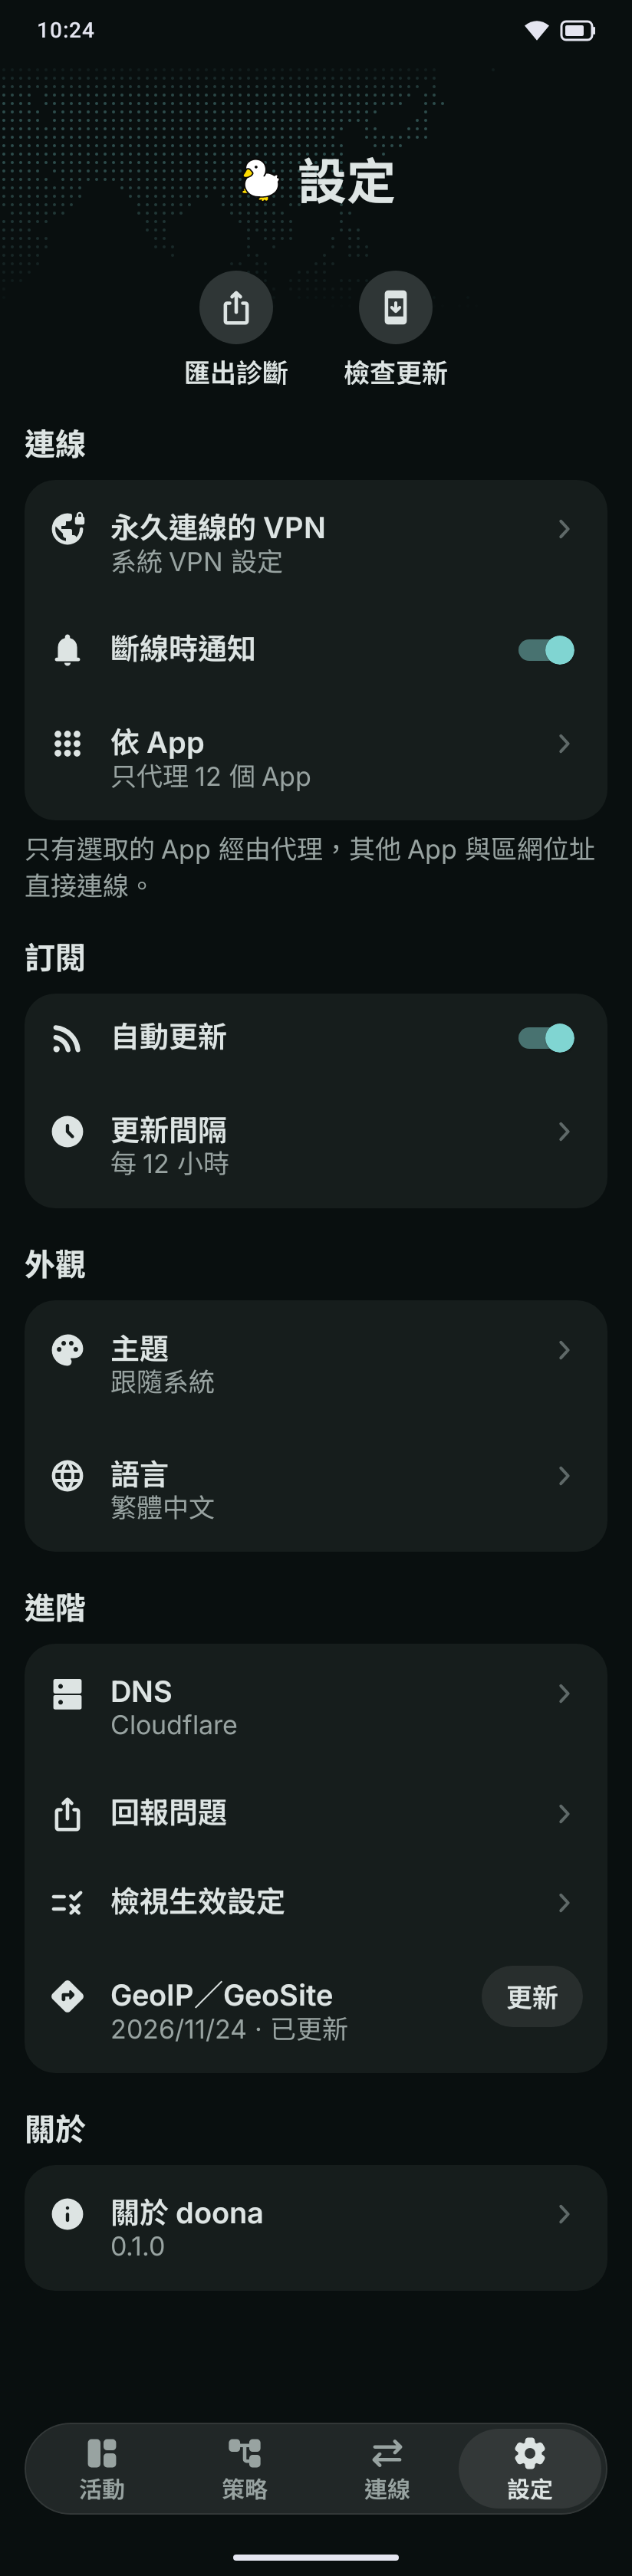 10:24
設定
匯出診斷
檢查更新
連線
永久連線的 VPN
系統 VPN 設定
斷線時通知
依 App
只代理 12 個 App
只有選取的 App 經由代理，其他 App 與區網位址
直接連線。
訂閱
自動更新
更新間隔
每 12 小時
外觀
主題
跟隨系統
語言
繁體中文
進階
DNS
Cloudflare
回報問題
檢視生效設定
GeoIP／GeoSite
更新
2026/11/24 · 已更新
關於
關於 doona
0.1.0
活動
策略
連線
設定